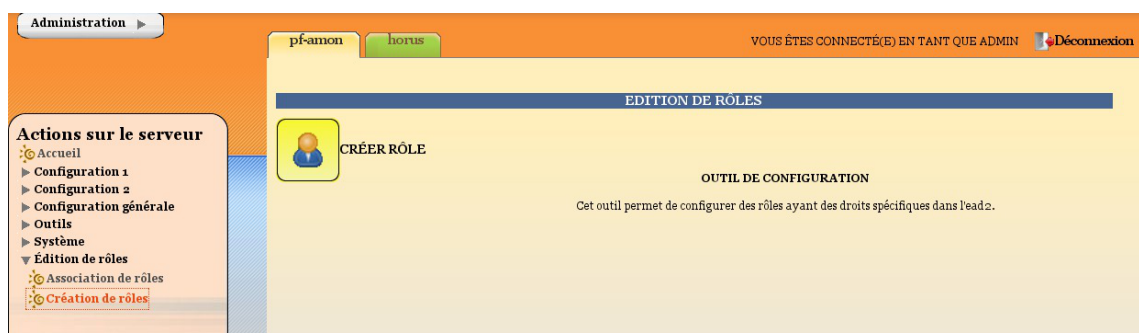 Administration
pf-amon
horus
VOUS ÊTES CONNECTÉ(E) EN TANT QUE ADMIN
Déconnexion
EDITION DE RÔLES
Actions sur le serveur
Accueil
Configuration 1
Configuration 2
Configuration générale
Outils
Système
Édition de rôles
Association de rôles
Création de rôles
CRÉER RÔLE
OUTIL DE CONFIGURATION
Cet outil permet de configurer des rôles ayant des droits spécifiques dans l'ead2.